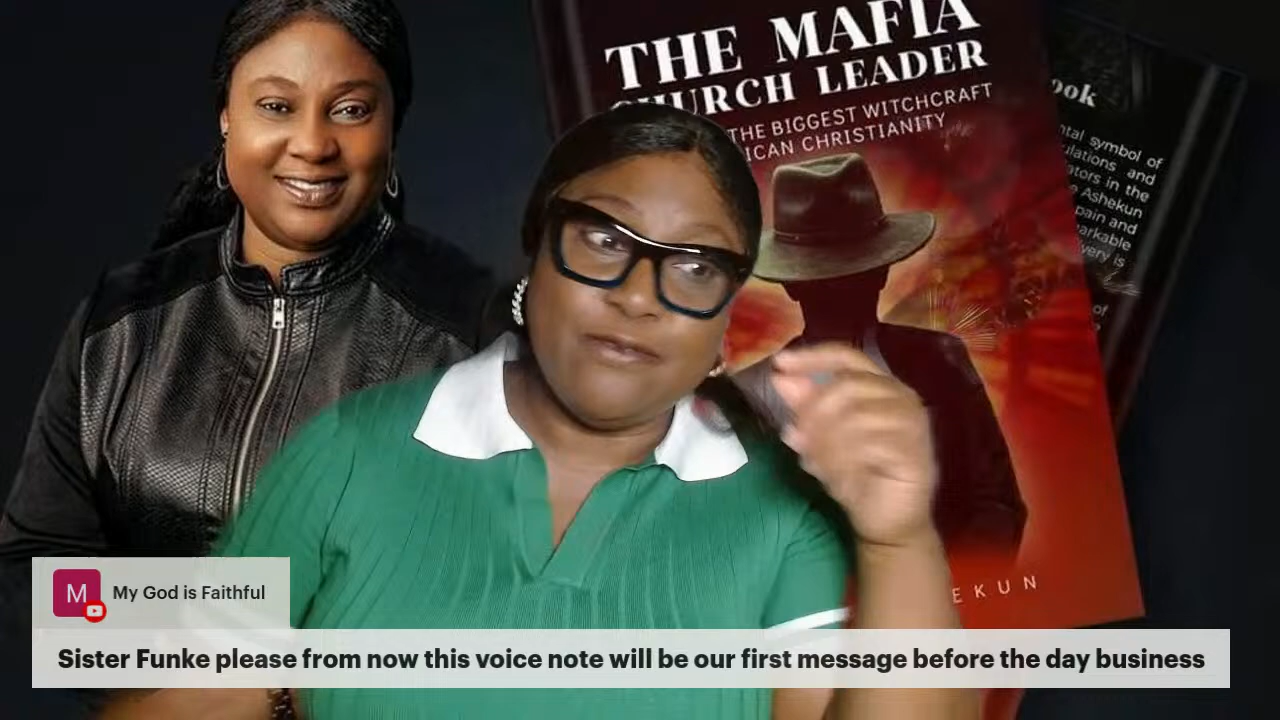 THE MAFIA
CHURCH LEADER
THE BIGGEST WITCHCRAFT
ICAN CHRISTIANITY
ook
ntal symbol of
ulations and
ators in the
e Ashekun
pain and
arkable
very is
of
EKUN
M My God is Faithful
Sister Funke please from now this voice note will be our first message before the day business